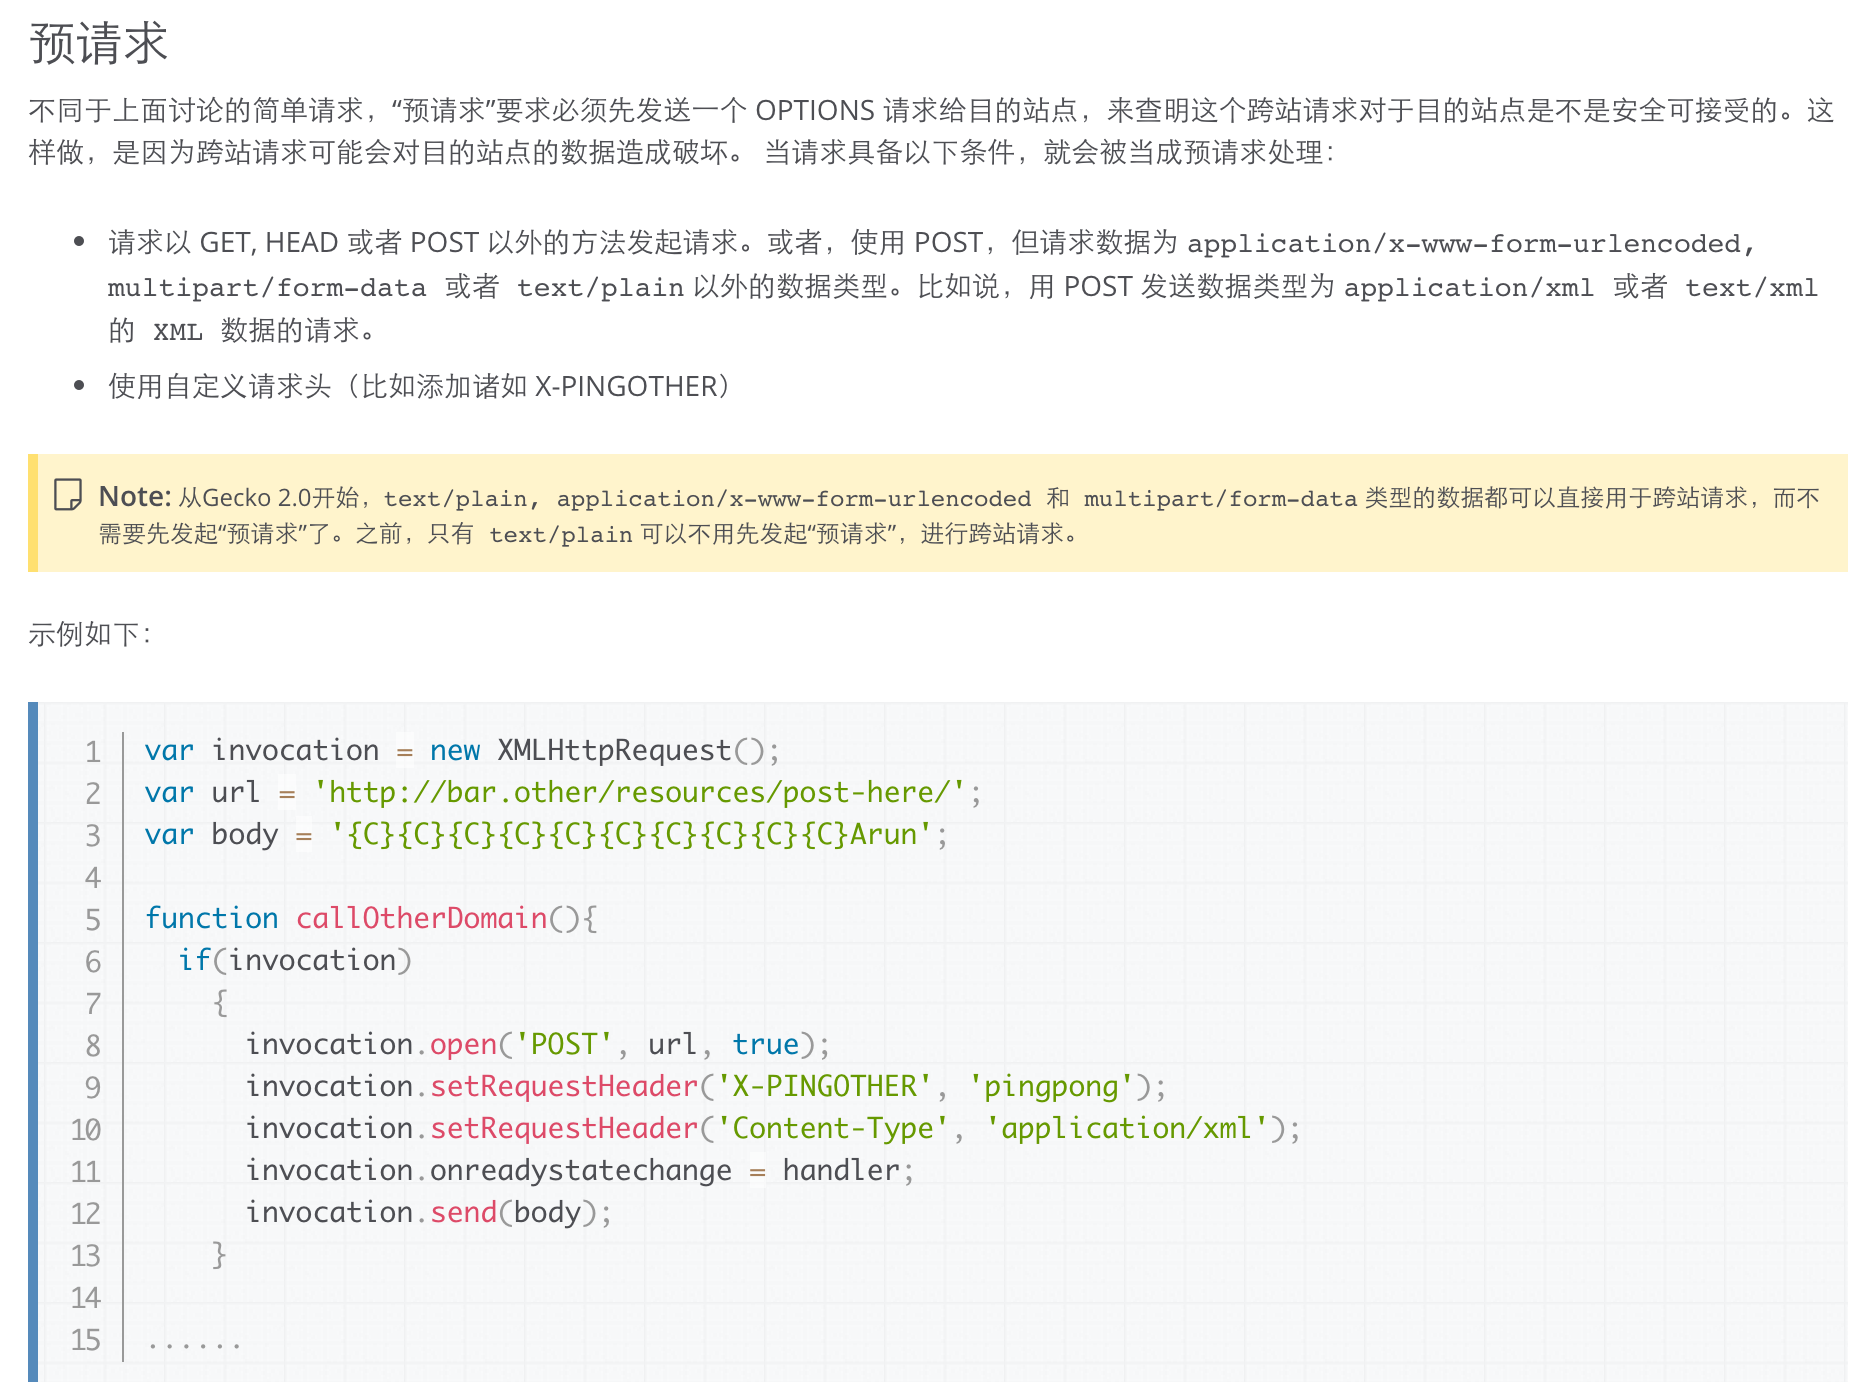 预请求
不同于上面讨论的简单请求，“预请求”要求必须先发送一个 OPTIONS 请求给目的站点，来查明这个跨站请求对于目的站点是不是安全可接受的。这
样做，是因为跨站请求可能会对目的站点的数据造成破坏。 当请求具备以下条件，就会被当成预请求处理：
• 请求以 GET, HEAD 或者 POST 以外的方法发起请求。或者，使用 POST，但请求数据为 application/x-www-form-urlencoded,
multipart/form-data 或者 text/plain 以外的数据类型。比如说，用 POST 发送数据类型为 application/xml 或者 text/xml
的 XML 数据的请求。
• 使用自定义请求头（比如添加诸如 X-PINGOTHER）
Note: 从Gecko 2.0开始，text/plain, application/x-www-form-urlencoded 和 multipart/form-data 类型的数据都可以直接用于跨站请求，而不
需要先发起“预请求”了。之前，只有 text/plain 可以不用先发起“预请求”，进行跨站请求。
示例如下：
1 var invocation = new XMLHttpRequest();
2 var url = 'http://bar.other/resources/post-here/';
3 var body = '{C}{C}{C}{C}{C}{C}{C}{C}{C}{C}Arun';
4
5 function callOtherDomain(){
6   if(invocation)
7     {
8       invocation.open('POST', url, true);
9       invocation.setRequestHeader('X-PINGOTHER', 'pingpong');
10       invocation.setRequestHeader('Content-Type', 'application/xml');
11       invocation.onreadystatechange = handler;
12       invocation.send(body);
13     }
14
15 ......